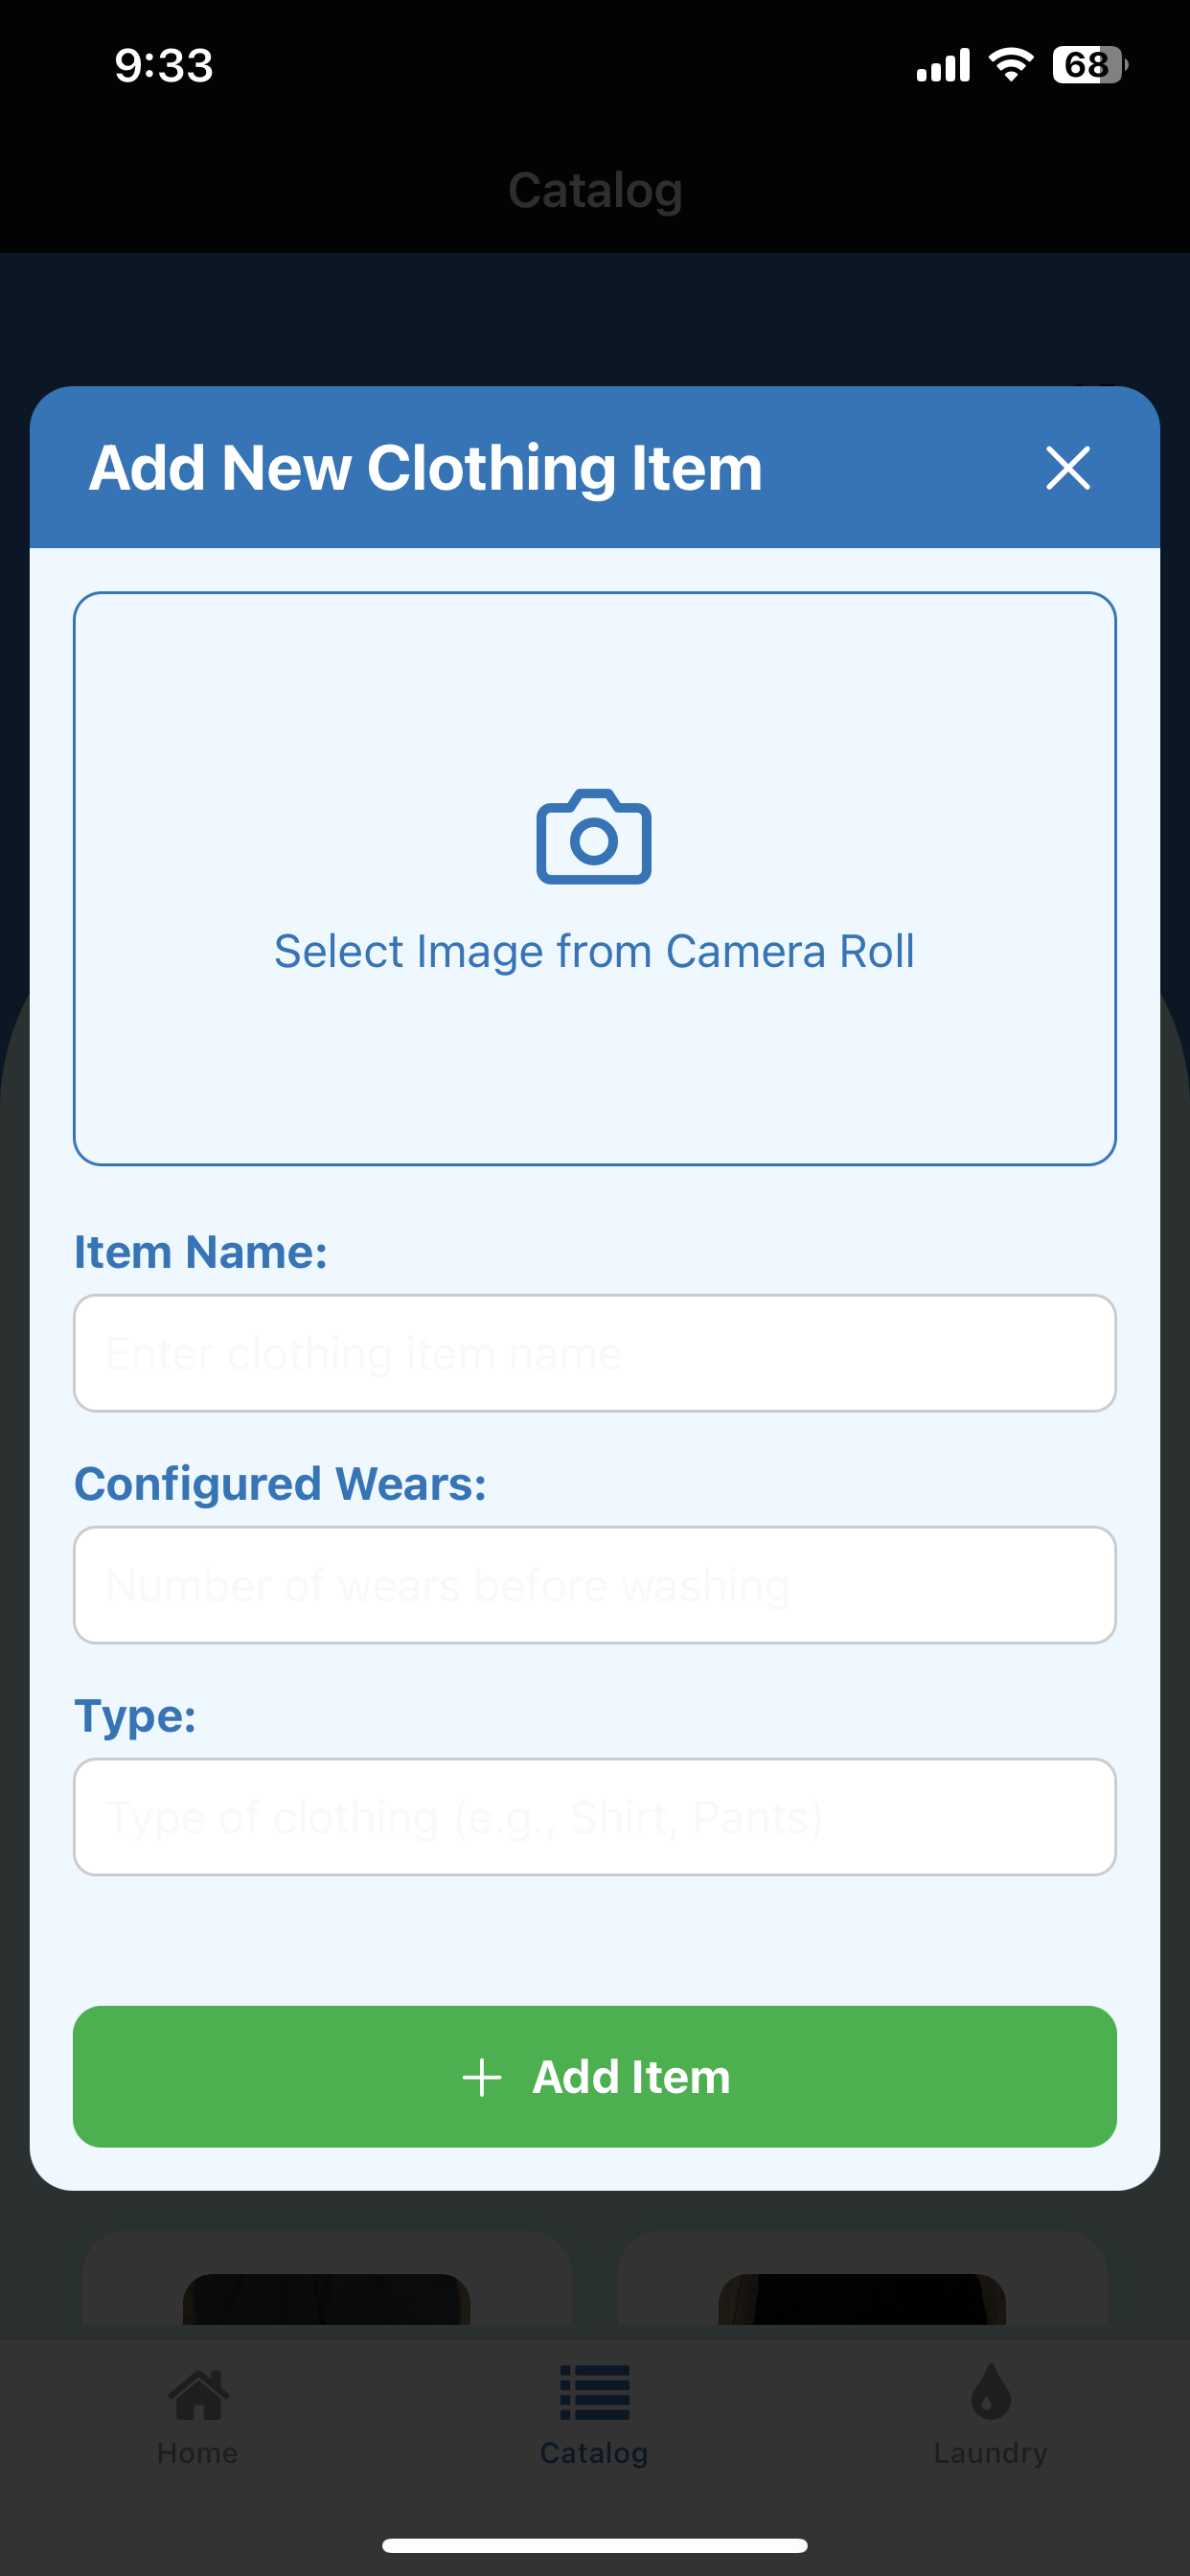 9:33
68
Catalog
Add New Clothing Item
Select Image from Camera Roll
Item Name:
Enter clothing item name
Configured Wears:
Number of wears before washing
Type:
Type of clothing (e.g., Shirt, Pants)
Add Item
Home
Catalog
Laundry